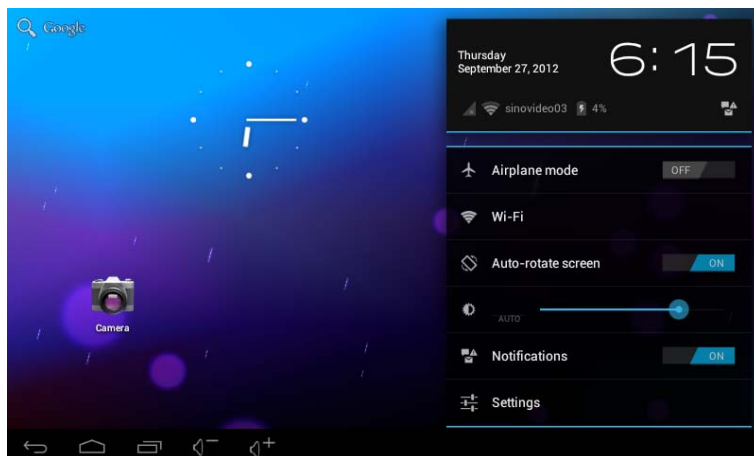 Google
Thursday
September 27, 2012
6:15
sinovideo03
4%
Airplane mode
OFF
Wi-Fi
Auto-rotate screen
ON
AUTO
Notifications
ON
Camera
Settings